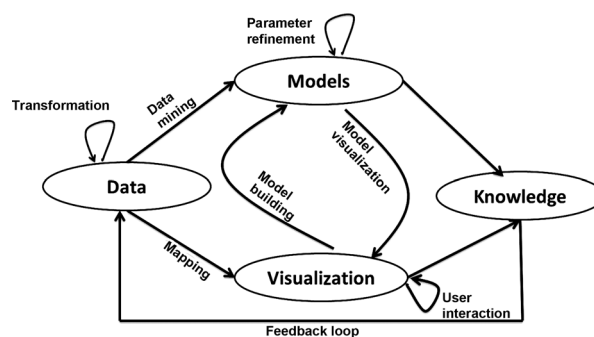 Parameter
refinement
Models
Transformation
Data
mining
Model
visualization
Data
Model
building
Knowledge
Mapping
Visualization
User
interaction
Feedback loop